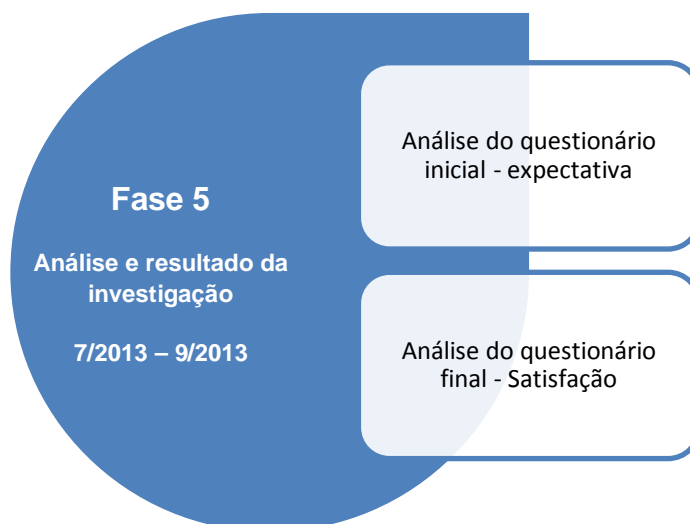 Fase 5
Análise e resultado da
investigação
7/2013 – 9/2013
Análise do questionário
inicial - expectativa
Análise do questionário
final - Satisfação